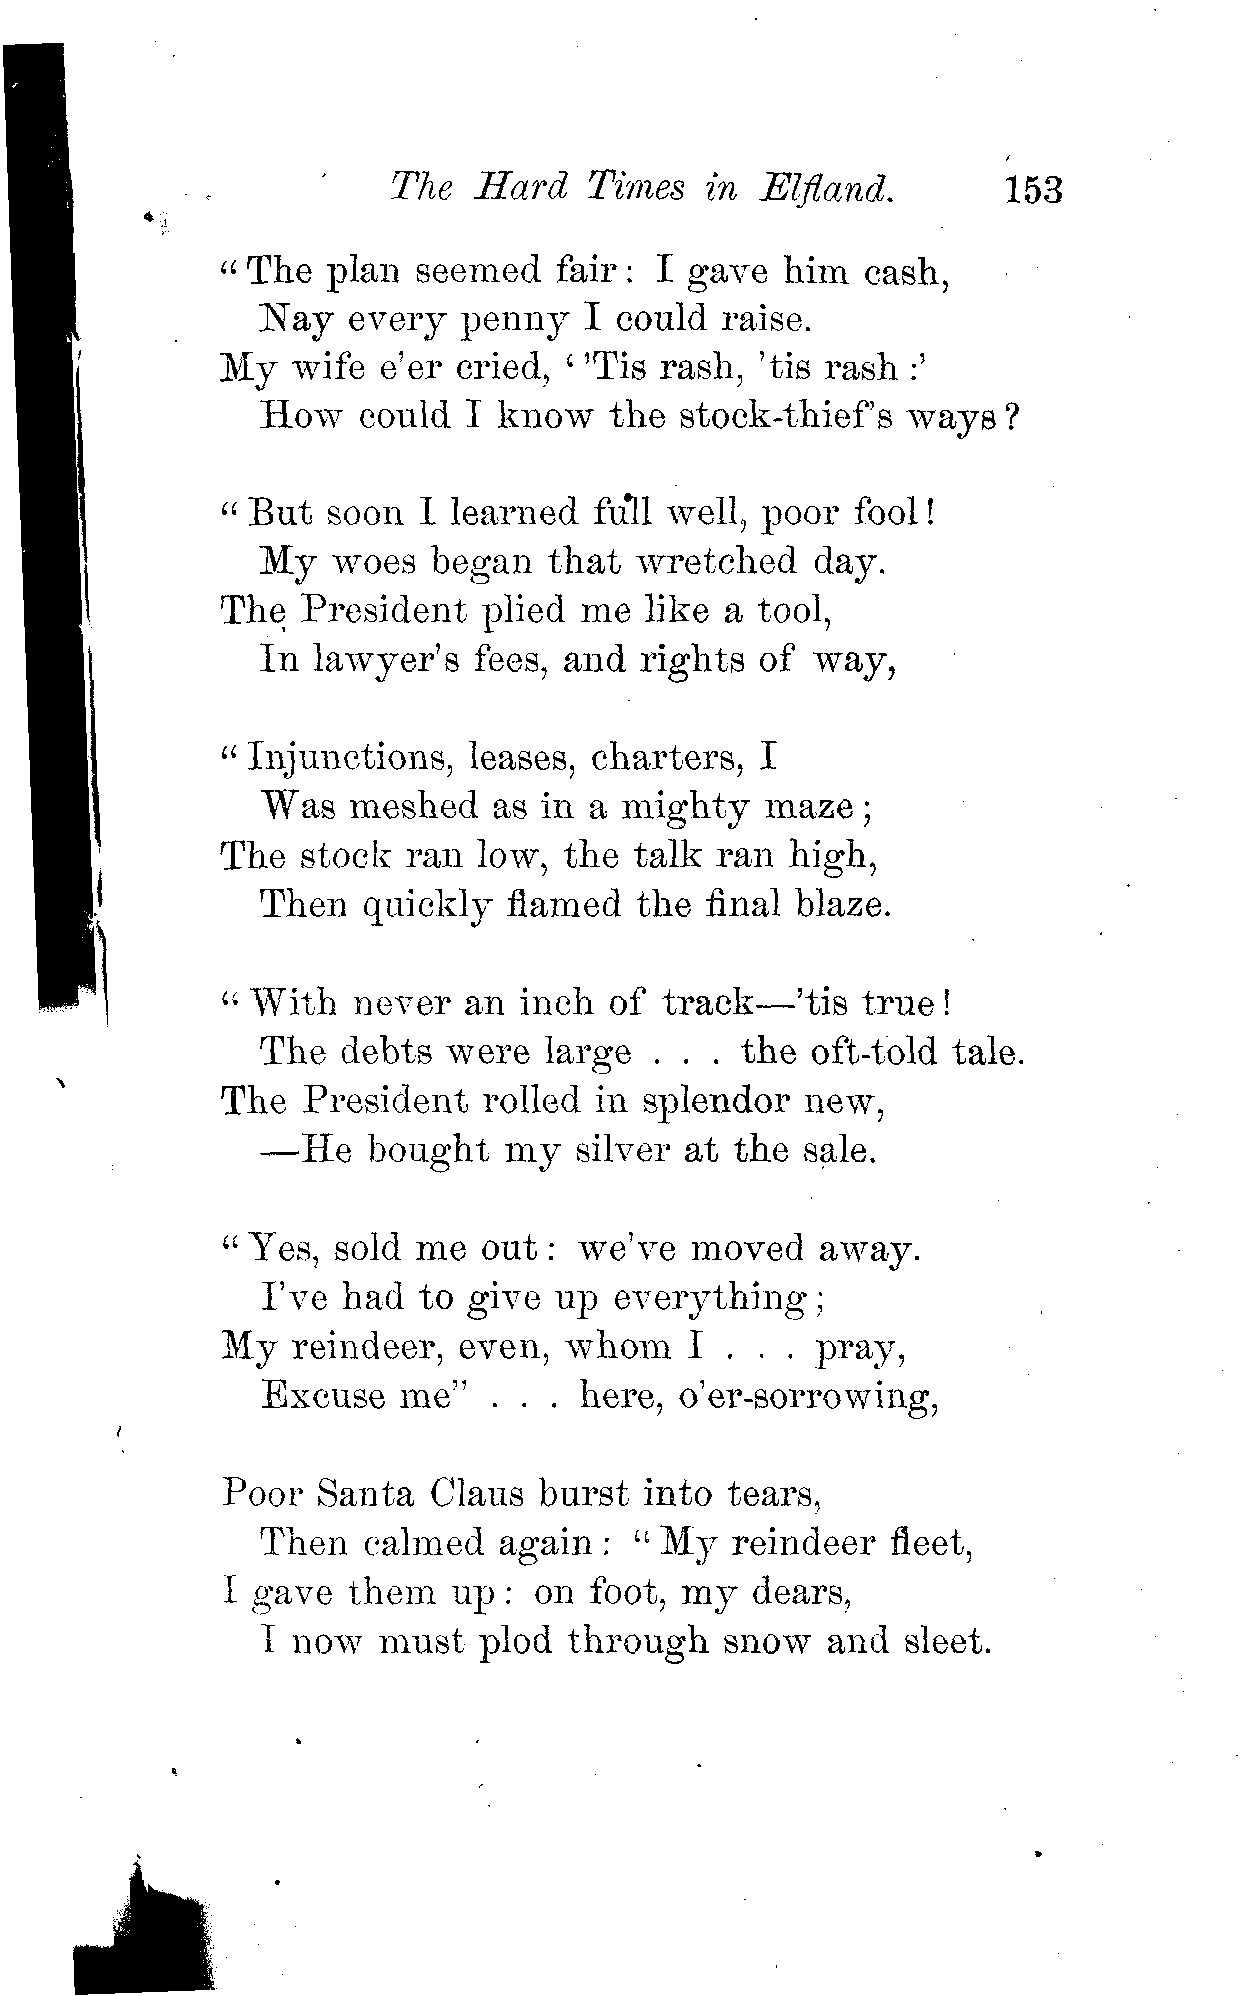 The Hard Times in Elfland. 153
"The plan seemed fair: I gave him cash,
Nay every penny I could raise.
My wife e'er cried, ''Tis rash, 'tis rash:'
How could I know the stock-thief's ways?
"But soon I learned full well, poor fool!
My woes began that wretched day.
The President plied me like a tool,
In lawyer's fees, and rights of way,
"Injunctions, leases, charters, I
Was meshed as in a mighty maze;
The stock ran low, the talk ran high,
Then quickly flamed the final blaze.
"With never an inch of track—'tis true!
The debts were large . . . the oft-told tale.
The President rolled in splendor new,
—He bought my silver at the sale.
"Yes, sold me out: we've moved away.
I've had to give up everything;
My reindeer, even, whom I . . . pray,
Excuse me" . . . here, o'er-sorrowing,
Poor Santa Claus burst into tears,
Then calmed again: "My reindeer fleet,
I gave them up: on foot, my dears,
I now must plod through snow and sleet.